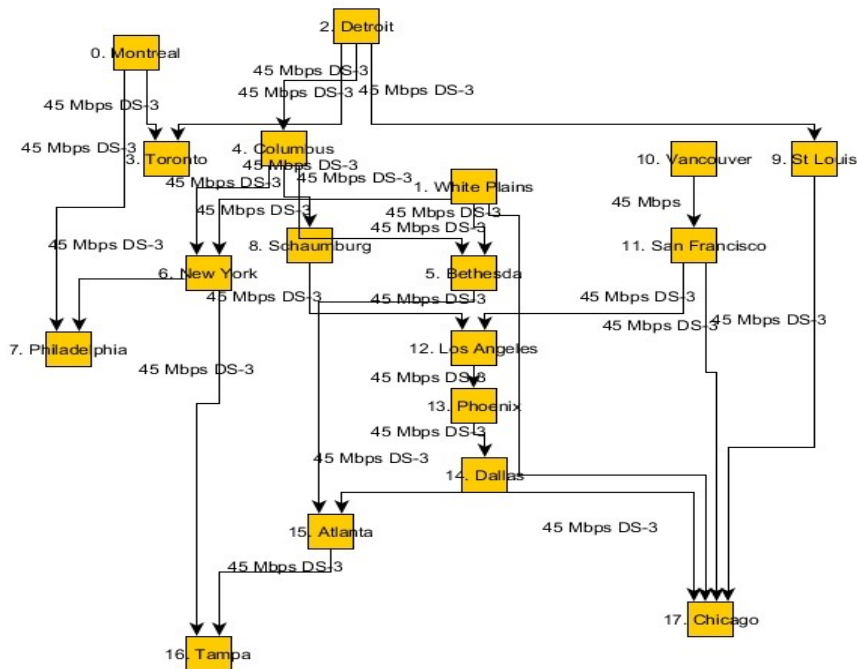 2. Detroit
0. Montreal
45 Mbps DS-3
45 Mbps DS-3
45 Mbps DS-3
45 Mbps DS-3
45 Mbps DS-3
4. Columbus
3. Toronto
10. Vancouver
9. St Louis
45 Mbps DS-3
45 Mbps DS-3
45 Mbps DS-3
1. White Plains
45 Mbps DS-3
45 Mbps DS-3
45 Mbps
45 Mbps DS-3
45 Mbps DS-3
8. Schaumburg
11. San Francisco
6. New York
5. Bethesda
45 Mbps DS-3
45 Mbps DS-3
45 Mbps DS-3
45 Mbps DS-3
45 Mbps DS-3
7. Philadelphia
12. Los Angeles
45 Mbps DS-3
45 Mbps DS-3
13. Phoenix
45 Mbps DS-3
45 Mbps DS-3
14. Dallas
15. Atlanta
45 Mbps DS-3
45 Mbps DS-3
17. Chicago
16. Tampa